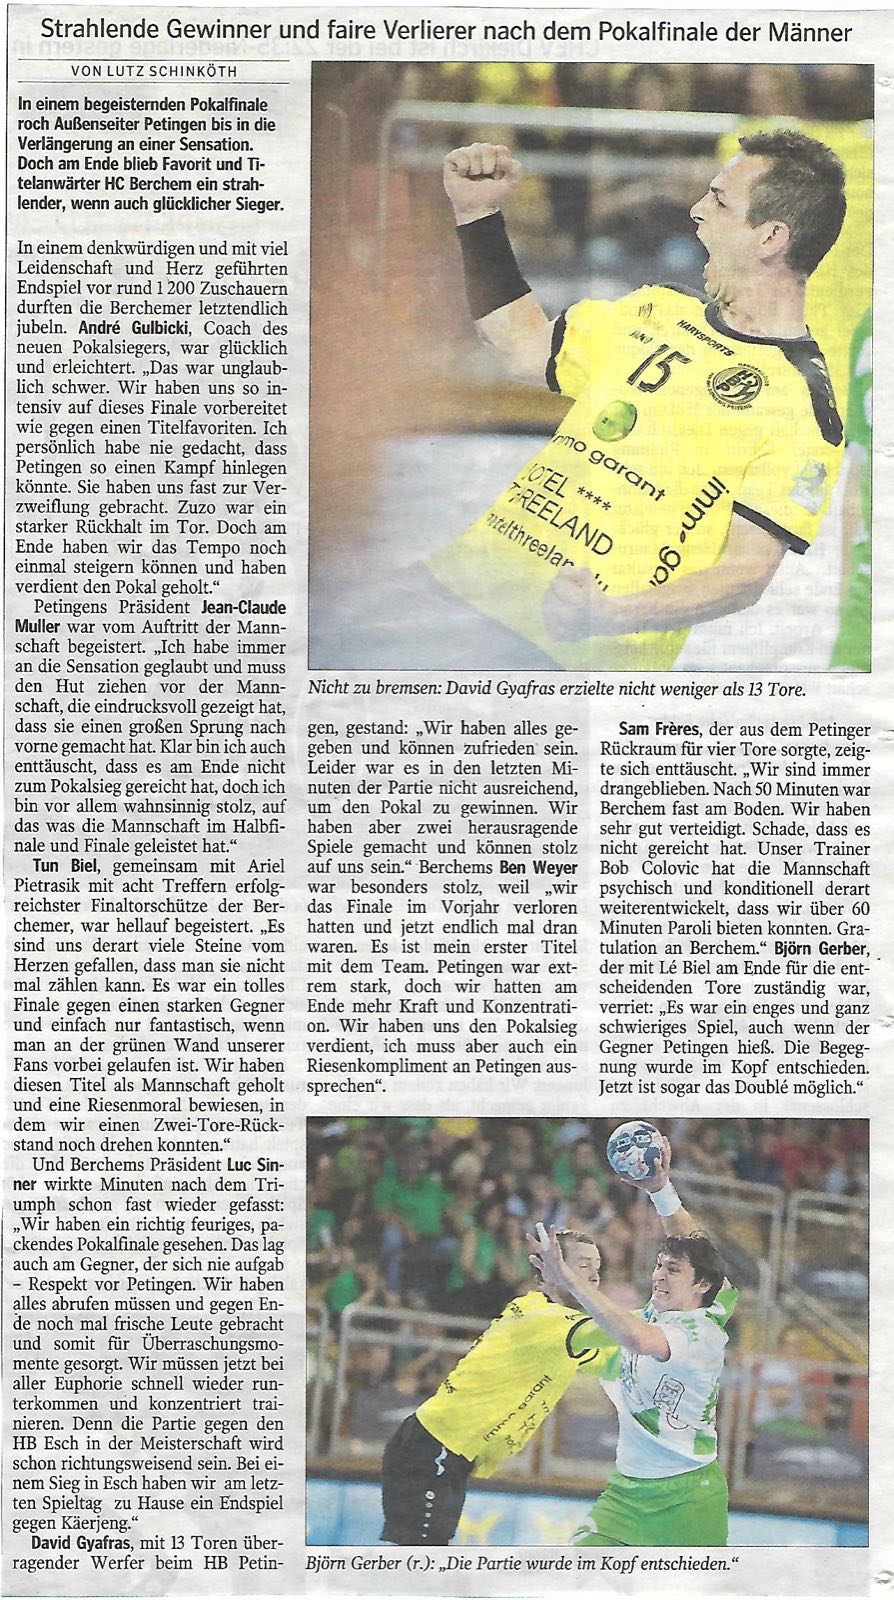 Strahlende Gewinner und faire Verlierer nach dem Pokalfinale der Männer
VON LUTZ SCHINKÖTH
In einem begeisternden Pokalfinale
roch Außenseiter Petingen bis in die
Verlängerung an einer Sensation.
Doch am Ende blieb Favorit und Ti-
telanwärter HC Berchem ein strah-
lender, wenn auch glücklicher Sieger.
In einem denkwürdigen und mit viel
Leidenschaft und Herz geführten
Endspiel vor rund 1 200 Zuschauern
durften die Berchemer letztendlich
jubeln. André Gulbicki, Coach des
neuen Pokalsiegers, war glücklich
und erleichtert. „Das war unglaub-
lich schwer. Wir haben uns so in-
tensiv auf dieses Finale vorbereitet
wie gegen einen Titelfavoriten. Ich
persönlich habe nie gedacht, dass
Petingen so einen Kampf hinlegen
könnte. Sie haben uns fast zur Ver-
zweiflung gebracht. Zuzo war ein
starker Rückhalt im Tor. Doch am
Ende haben wir das Tempo noch
einmal steigern können und haben
verdient den Pokal geholt.“
Petingens Präsident Jean-Claude
Muller war vom Auftritt der Mann-
schaft begeistert. „Ich habe immer
an die Sensation geglaubt und muss
den Hut ziehen vor der Mann-
schaft, die eindrucksvoll gezeigt hat,
dass sie einen großen Sprung nach
vorne gemacht hat. Klar bin ich auch
enttäuscht, dass es am Ende nicht
zum Pokalsieg gereicht hat, doch ich
bin vor allem wahnsinnig stolz, auf
das was die Mannschaft im Halbfi-
nale und Finale geleistet hat.“
Tun Biel, gemeinsam mit Ariel
Pietrasik mit acht Treffern erfolg-
reichster Finaltorschütze der Ber-
chemer, war hellauf begeistert. „Es
sind uns derart viele Steine vom
Herzen gefallen, dass man sie nicht
mal zählen kann. Es war ein tolles
Finale gegen einen starken Gegner
und einfach nur fantastisch, wenn
man an der grünen Wand unserer
Fans vorbei gelaufen ist. Wir haben
diesen Titel als Mannschaft geholt
und eine Riesenmoral bewiesen, in
dem wir einen Zwei-Tore-Rück-
stand noch drehen konnten.“
Und Berchems Präsident Luc Sin-
ner wirkte Minuten nach dem Tri-
umph schon fast wieder gefasst:
„Wir haben ein richtig feuriges, pa-
ckendes Pokalfinale gesehen. Das lag
auch am Gegner, der sich nie aufgab
– Respekt vor Petingen. Wir haben
alles abrufen müssen und gegen En-
de noch mal frische Leute gebracht
und somit für Überraschungsmo-
mente gesorgt. Wir müssen jetzt bei
aller Euphorie schnell wieder run-
terkommen und konzentriert trai-
nieren. Denn die Partie gegen den
HB Esch in der Meisterschaft wird
schon richtungsweisend sein. Bei ei-
nem Sieg in Esch haben wir am letz-
ten Spieltag zu Hause ein Endspiel
gegen Käerjeng.“
David Gyafras, mit 13 Toren über-
ragender Werfer beim HB Petin-
HARYSPORTS
15
immo garant
HOTEL ****
THREELAND
Nicht zu bremsen: David Gyafras erzielte nicht weniger als 13 Tore.
gen, gestand: „Wir haben alles ge-
geben und können zufrieden sein.
Leider war es in den letzten Mi-
nuten der Partie nicht ausreichend,
um den Pokal zu gewinnen. Wir
haben aber zwei herausragende
Spiele gemacht und können stolz
auf uns sein.“ Berchems Ben Weyer
war besonders stolz, weil „wir
das Finale im Vorjahr verloren
hatten und jetzt endlich mal dran
waren. Es ist mein erster Titel
mit dem Team. Petingen war ext-
rem stark, doch wir hatten am
Ende mehr Kraft und Konzentrati-
on. Wir haben uns den Pokalsieg
verdient, ich muss aber auch ein
Riesenkompliment an Petingen aus-
sprechen“.
Sam Frères, der aus dem Petinger
Rückraum für vier Tore sorgte, zeig-
te sich enttäuscht. „Wir sind immer
drangeblieben. Nach 50 Minuten war
Berchem fast am Boden. Wir haben
sehr gut verteidigt. Schade, dass es
nicht gereicht hat. Unser Trainer
Bob Colovic hat die Mannschaft
psychisch und konditionell derart
weiterentwickelt, dass wir über 60
Minuten Paroli bieten konnten. Gra-
tulation an Berchem.“ Björn Gerber,
der mit Lé Biel am Ende für die ent-
scheidenden Tore zuständig war,
verriet: „Es war ein enges und ganz
schwieriges Spiel, auch wenn der
Gegner Petingen hieß. Die Begeg-
nung wurde im Kopf entschieden.
Jetzt ist sogar das Doublé möglich.“
immo garant
Björn Gerber (r.): „Die Partie wurde im Kopf entschieden.“